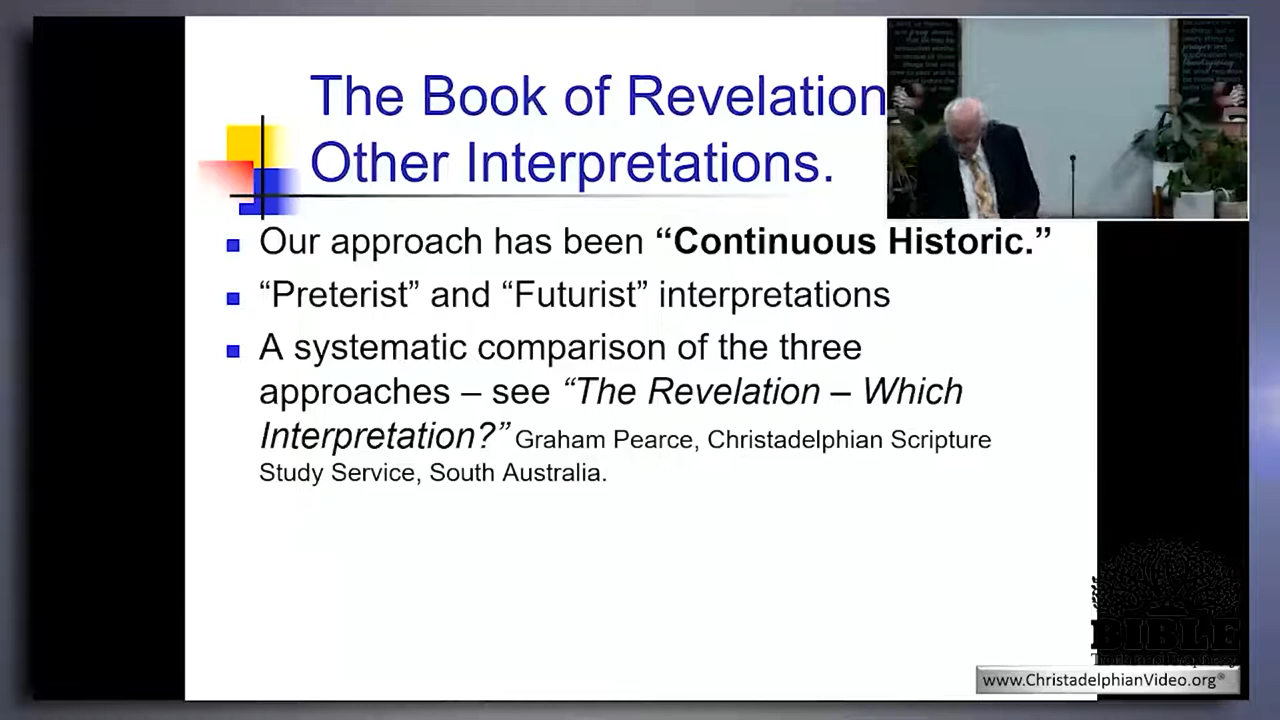 The Book of Revelation
Other Interpretations.
Our approach has been “Continuous Historic.”
“Preterist” and “Futurist” interpretations
A systematic comparison of the three
approaches – see “The Revelation – Which
Interpretation?” Graham Pearce, Christadelphian Scripture
Study Service, South Australia.
BIBLE
www.ChristadelphianVideo.org®